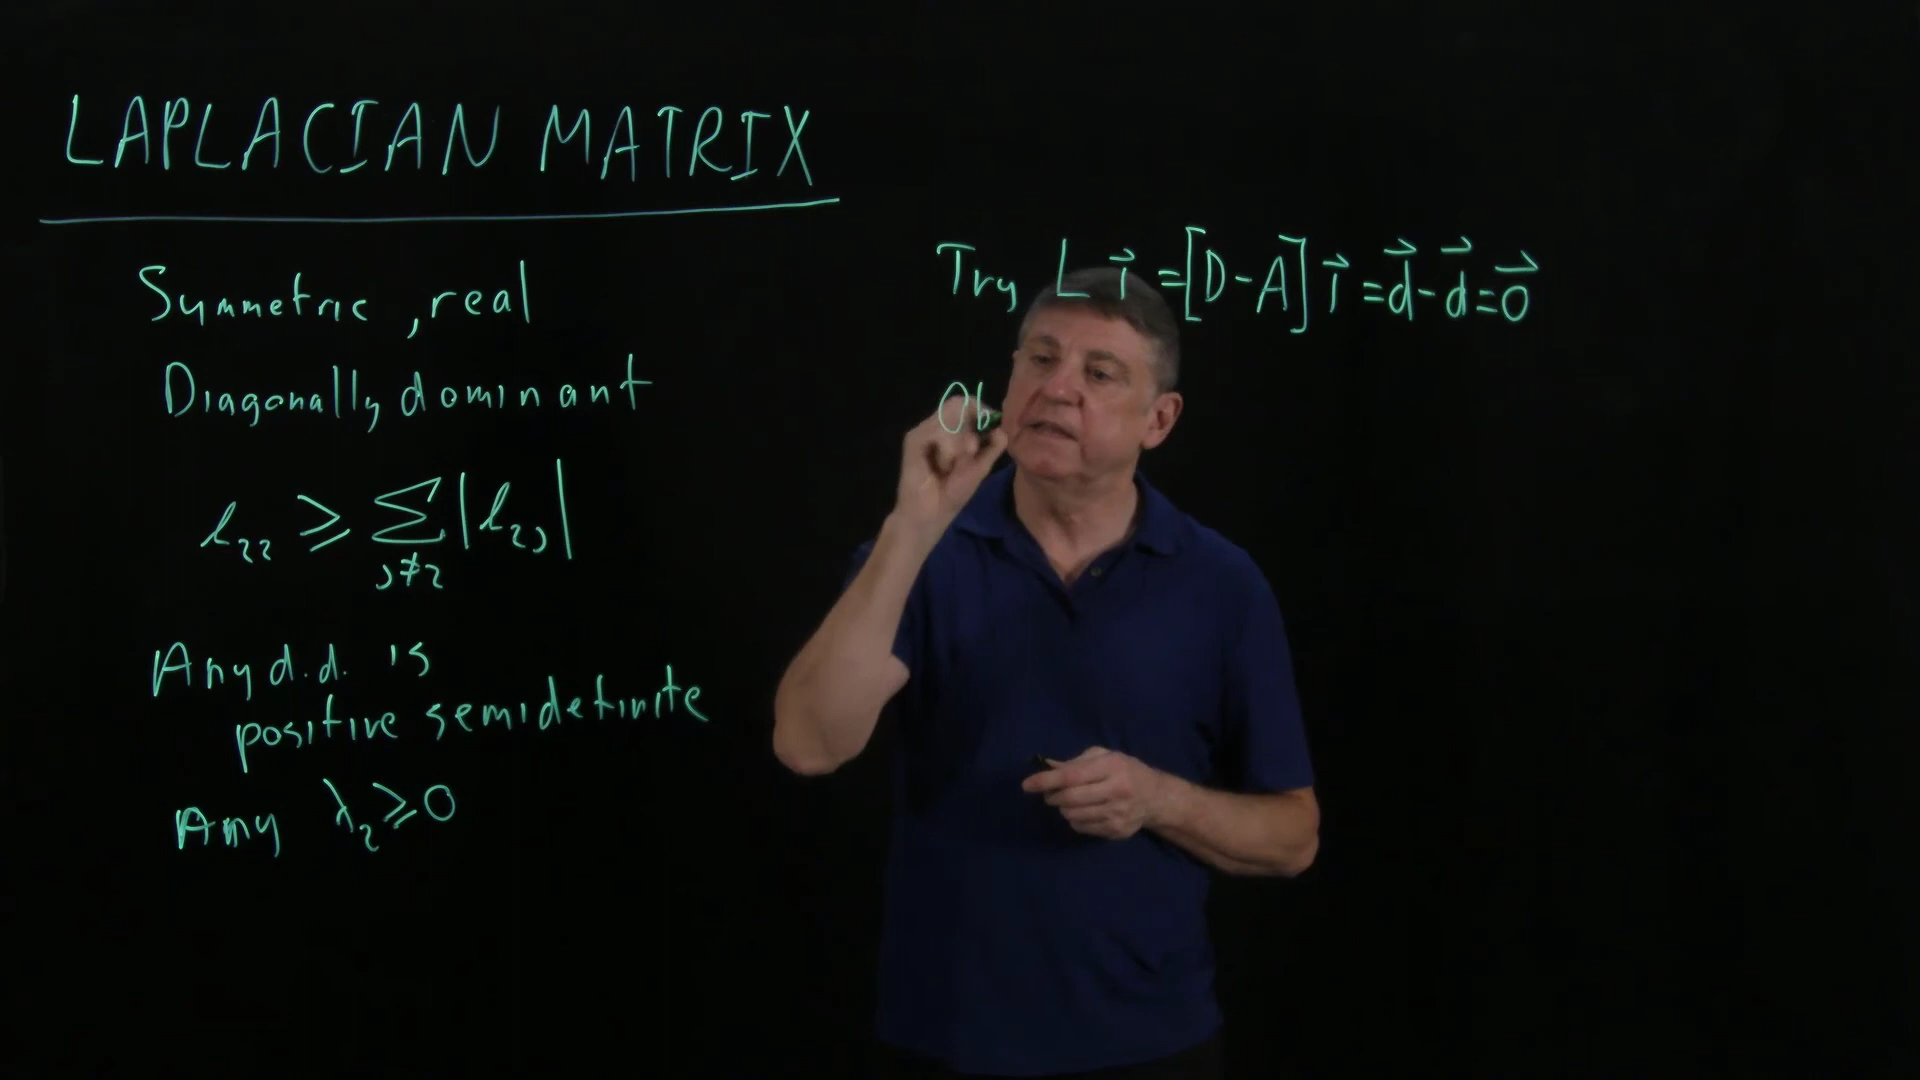 LAPLACIAN MATRIX
Symmetric, real
Diagonally dominant
ℓ_ii ⩾ ∑_{j≠i} |ℓ_ij|
Any d.d. is
positive semidefinite
Any λ_i ⩾ 0
Try L 1⃗ = [D-A] 1⃗ = d⃗ - d⃗ = 0⃗
Ob